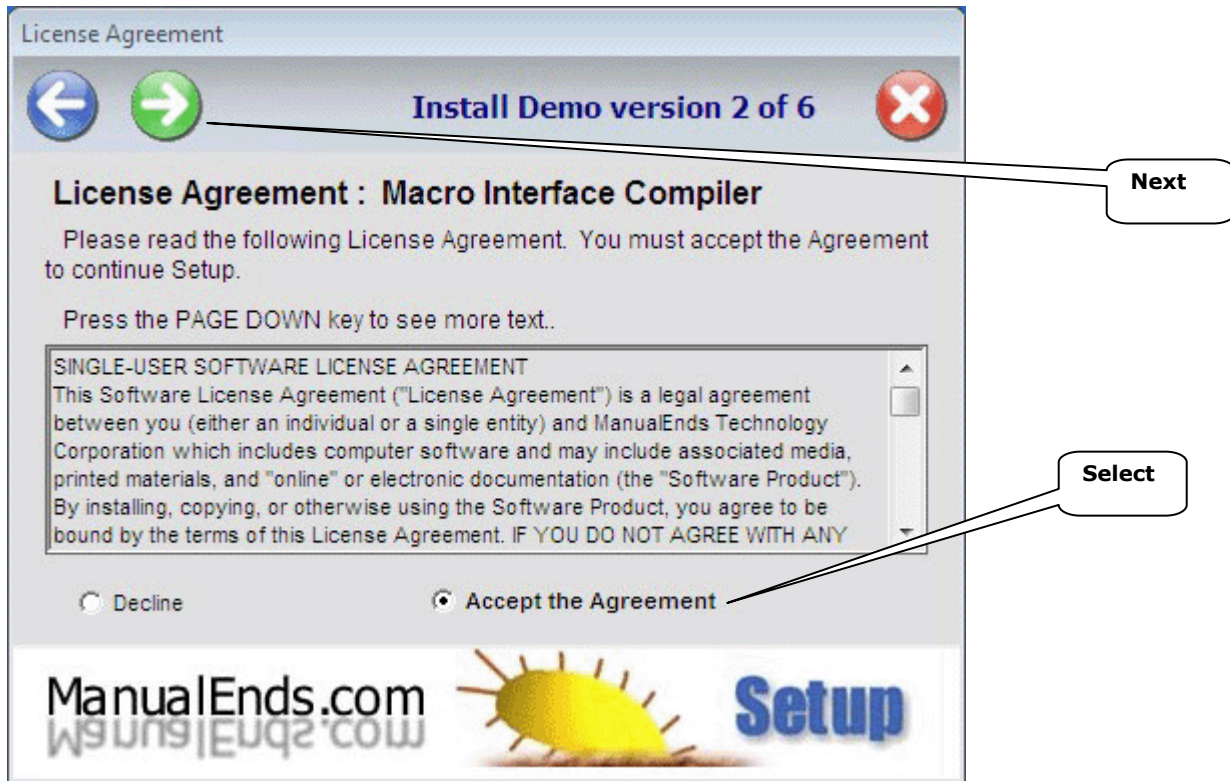 License Agreement
Install Demo version 2 of 6
Next
License Agreement : Macro Interface Compiler
Please read the following License Agreement. You must accept the Agreement
to continue Setup.
Press the PAGE DOWN key to see more text..
SINGLE-USER SOFTWARE LICENSE AGREEMENT
This Software License Agreement ("License Agreement") is a legal agreement
between you (either an individual or a single entity) and ManualEnds Technology
Corporation which includes computer software and may include associated media,
printed materials, and "online" or electronic documentation (the "Software Product").
By installing, copying, or otherwise using the Software Product, you agree to be
bound by the terms of this License Agreement. IF YOU DO NOT AGREE WITH ANY
Select
Decline
Accept the Agreement
ManualEnds.com
Setup